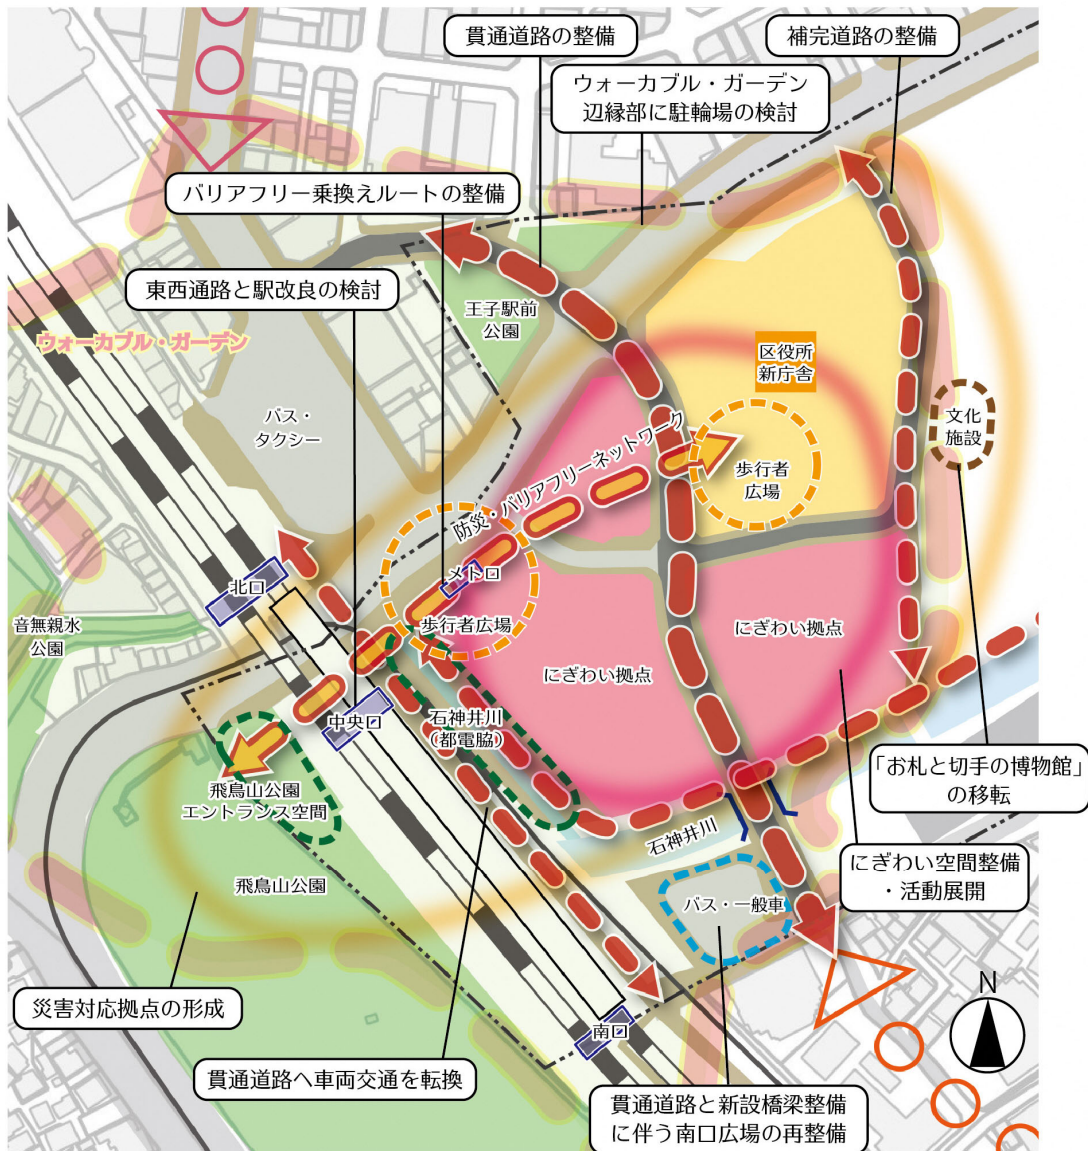 貫通道路の整備
補完道路の整備
ウォーカブル・ガーデン
辺縁部に駐輪場の検討
バリアフリー乗換えルートの整備
東西通路と駅改良の検討
王子駅前
公園
ウォーカブル・ガーデン
区役所
新庁舎
バス・
タクシー
文化
施設
防災・バリアフリーネットワーク
歩行者
広場
メトロ
北口
歩行者広場
音無親水
公園
にぎわい拠点
にぎわい拠点
中央口
石神井川
(都電脇)
「お札と切手の博物館」
の移転
飛鳥山公園
エントランス空間
石神井川
にぎわい空間整備
・活動展開
飛鳥山公園
バス・一般車
災害対応拠点の形成
N
南口
貫通道路へ車両交通を転換
貫通道路と新設橋梁整備
に伴う南口広場の再整備